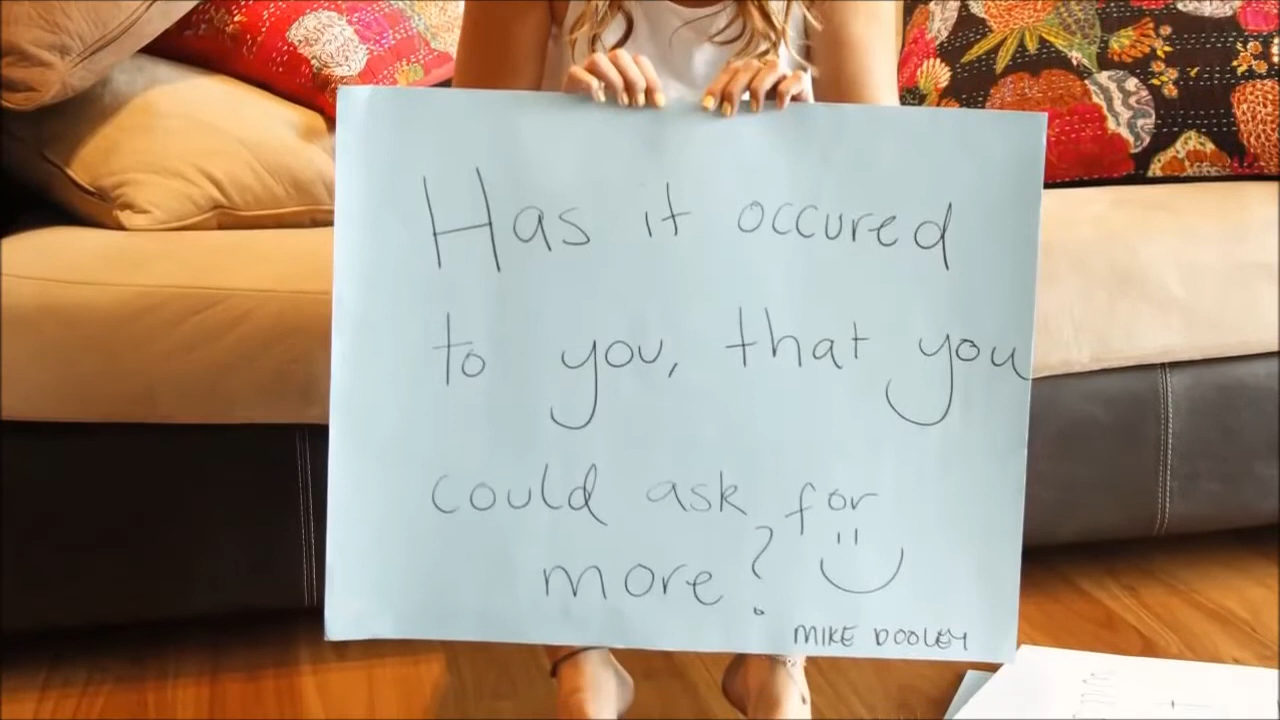 Has it occured
to you, that you
could ask for
more?
MIKE DOOLEY